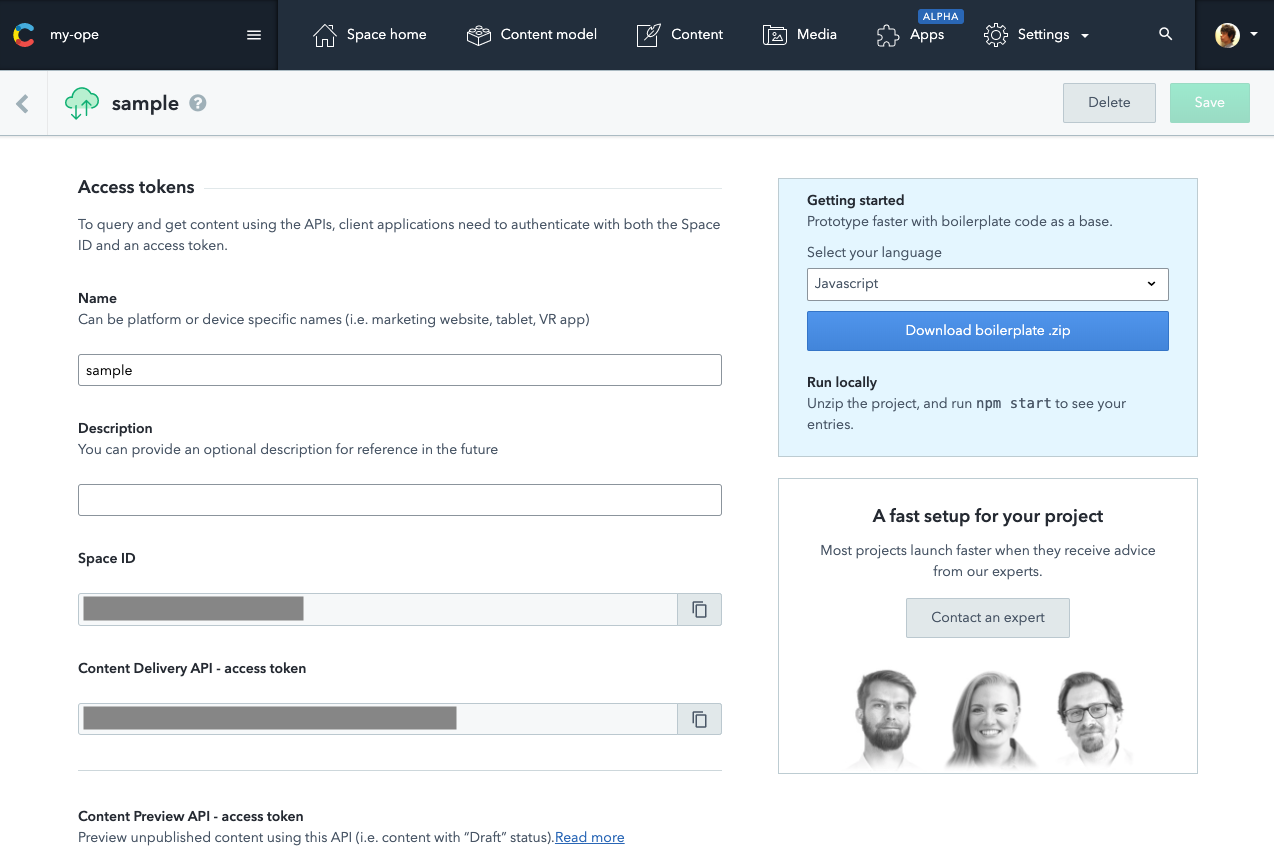 my-ope
Space home
Content model
Content
Media
ALPHA
Apps
Settings
sample
?
Delete
Save
Access tokens
To query and get content using the APIs, client applications need to authenticate with both the Space
ID and an access token.
Name
Can be platform or device specific names (i.e. marketing website, tablet, VR app)
sample
Description
You can provide an optional description for reference in the future
Space ID
Content Delivery API - access token
Content Preview API - access token
Preview unpublished content using this API (i.e. content with “Draft” status).Read more
Getting started
Prototype faster with boilerplate code as a base.
Select your language
Javascript
Download boilerplate .zip
Run locally
Unzip the project, and run npm start to see your
entries.
A fast setup for your project
Most projects launch faster when they receive advice
from our experts.
Contact an expert